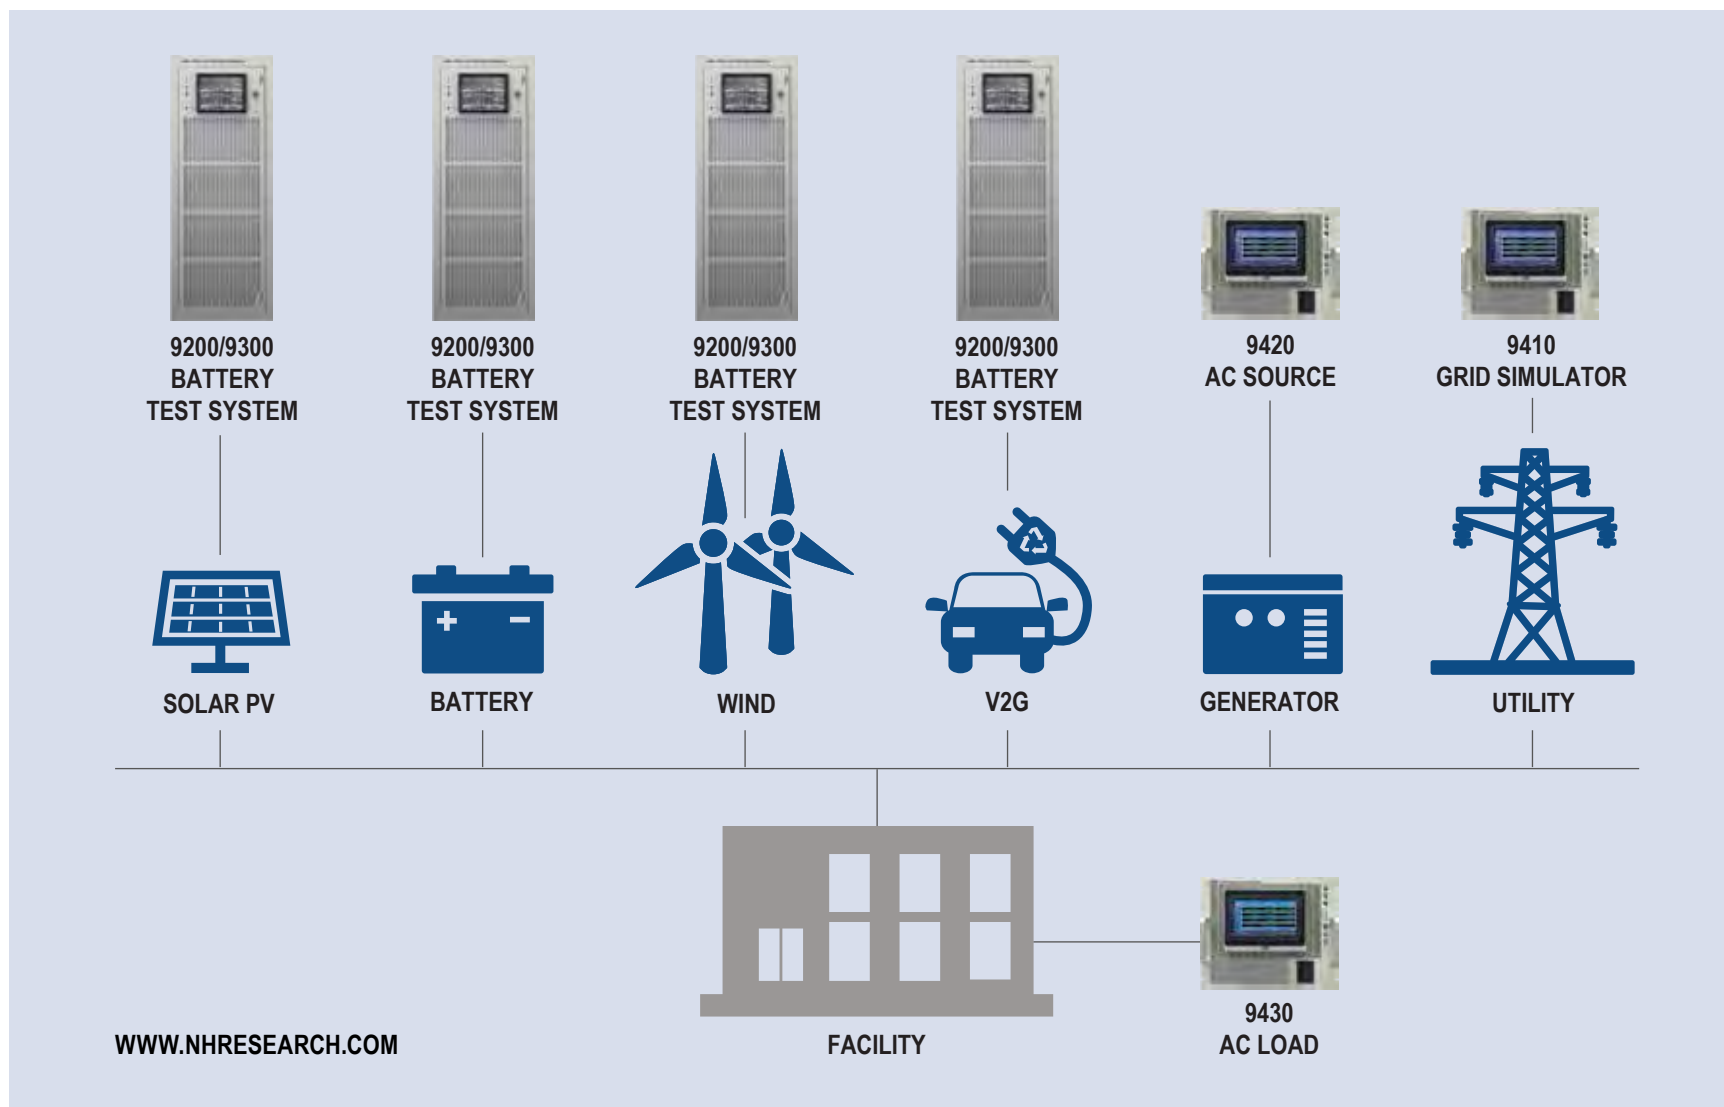 9200/9300
BATTERY
TEST SYSTEM
9200/9300
BATTERY
TEST SYSTEM
9200/9300
BATTERY
TEST SYSTEM
9200/9300
BATTERY
TEST SYSTEM
9420
AC SOURCE
9410
GRID SIMULATOR
SOLAR PV
BATTERY
WIND
V2G
GENERATOR
UTILITY
9430
AC LOAD
FACILITY
WWW.NHRESEARCH.COM